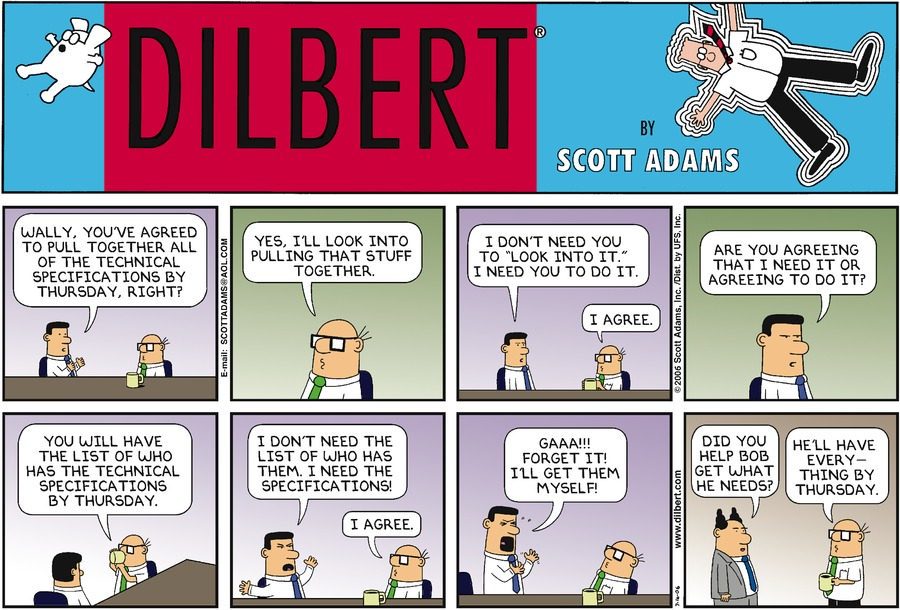 DILBERT®
BY
SCOTT ADAMS
WALLY, YOU'VE AGREED
TO PULL TOGETHER ALL
OF THE TECHNICAL
SPECIFICATIONS BY
THURSDAY, RIGHT?
E-mail: SCOTTADAMS@AOL.COM
YES, I'LL LOOK INTO
PULLING THAT STUFF
TOGETHER.
I DON'T NEED YOU
TO "LOOK INTO IT."
I NEED YOU TO DO IT.
I AGREE.
© 2006 Scott Adams, Inc. /Dist. by UFS, Inc.
ARE YOU AGREEING
THAT I NEED IT OR
AGREEING TO DO IT?
YOU WILL HAVE
THE LIST OF WHO
HAS THE TECHNICAL
SPECIFICATIONS
BY THURSDAY.
I DON'T NEED THE
LIST OF WHO HAS
THEM. I NEED THE
SPECIFICATIONS!
I AGREE.
GAAA!!!
FORGET IT!
I'LL GET THEM
MYSELF!
www.dilbert.com
7-16-06
DID YOU
HELP BOB
GET WHAT
HE NEEDS?
HE'LL HAVE
EVERY-
THING BY
THURSDAY.